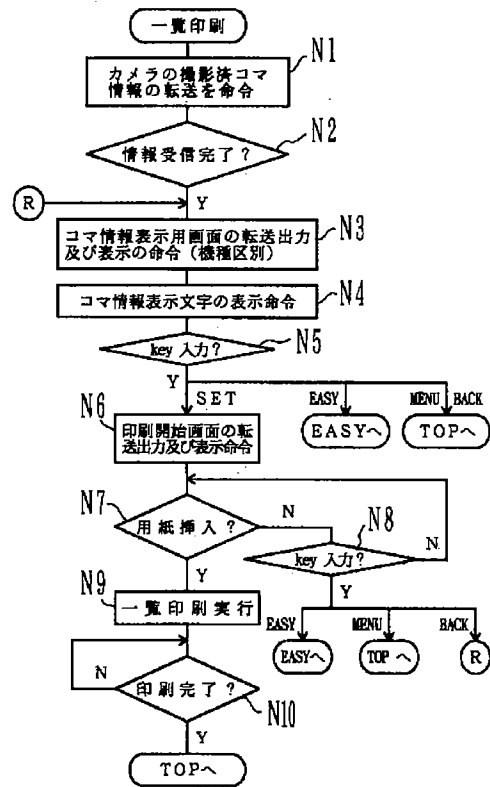 一覧印刷
N1
カメラの撮影済コマ
情報の転送を命令
N2
情報受信完了？
R
Y
N3
コマ情報表示用画面の転送出力
及び表示の命令（機種区別）
N4
コマ情報表示文字の表示命令
N5
key 入力？
Y
SET
EASY
MENU
BACK
N6
EASYへ
TOPへ
印刷開始画面の転
送出力及び表示命令
N7
N
N8
用紙挿入？
key 入力？
N
Y
Y
N9
一覧印刷実行
EASY
MENU
BACK
EASYへ
TOP へ
R
N
印刷完了？
N10
Y
TOPへ